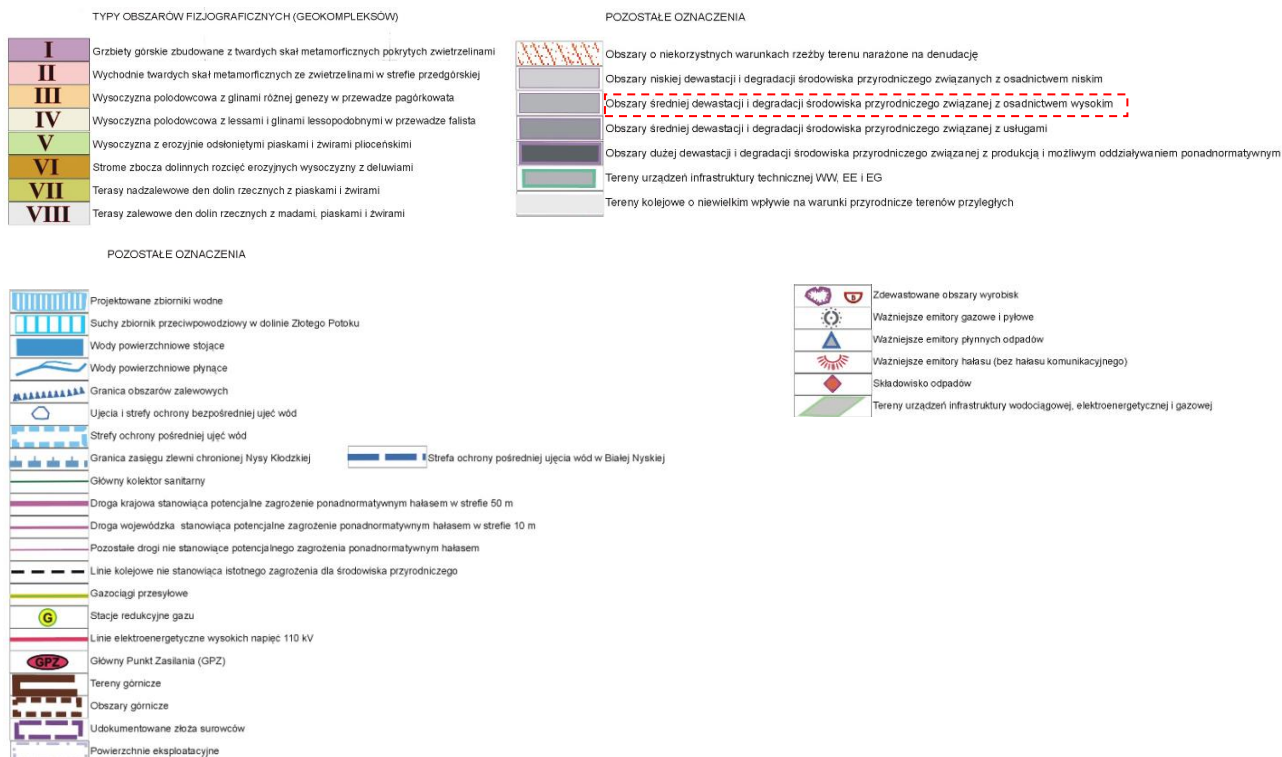 TYPY OBSZARÓW FIZJOGRAFICZNYCH (GEOKOMPLEKSÓW)
I Grzbiety górskie zbudowane z twardych skał metamorficznych pokrytych zwietrzelinami
II Wychodnie twardych skał metamorficznych ze zwietrzelinami w strefie przedgórskiej
III Wysoczyzna polodowcowa z glinami różnej genezy w przewadze pagórkowata
IV Wysoczyzna polodowcowa z lessami i glinami lessopodobnymi w przewadze falista
V Wysoczyzna z erozyjnie odsłoniętymi piaskami i żwirami plioceńskimi
VI Strome zbocza dolinnych rozcięć erozyjnych wysoczyzny z deluwiami
VII Terasy nadzalewowe den dolin rzecznych z piaskami i żwirami
VIII Terasy zalewowe den dolin rzecznych z madami, piaskami i żwirami
POZOSTAŁE OZNACZENIA
Obszary o niekorzystnych warunkach rzeźby terenu narażone na denudację
Obszary niskiej dewastacji i degradacji środowiska przyrodniczego związanych z osadnictwem niskim
Obszary średniej dewastacji i degradacji środowiska przyrodniczego związanej z osadnictwem wysokim
Obszary średniej dewastacji i degradacji środowiska przyrodniczego związanej z usługami
Obszary dużej dewastacji i degradacji środowiska przyrodniczego związanej z produkcją i możliwym oddziaływaniem ponadnormatywnym
Tereny urządzeń infrastruktury technicznej WW, EE i EG
Tereny kolejowe o niewielkim wpływie na warunki przyrodnicze terenów przyległych
POZOSTAŁE OZNACZENIA
Projektowane zbiorniki wodne
Suchy zbiornik przeciwpowodziowy w dolinie Złotego Potoku
Wody powierzchniowe stojące
Wody powierzchniowe płynące
Granica obszarów zalewowych
Ujęcia i strefy ochrony bezpośredniej ujęć wód
Strefy ochrony pośredniej ujęć wód
Granica zasięgu zlewni chronionej Nysy Kłodzkiej
Strefa ochrony pośredniej ujęcia wód w Białej Nyskiej
Główny kolektor sanitarny
Droga krajowa stanowiąca potencjalne zagrożenie ponadnormatywnym hałasem w strefie 50 m
Droga wojewódzka stanowiąca potencjalne zagrożenie ponadnormatywnym hałasem w strefie 10 m
Pozostałe drogi nie stanowiące potencjalnego zagrożenia ponadnormatywnym hałasem
Linie kolejowe nie stanowiąca istotnego zagrożenia dla środowiska przyrodniczego
Gazociągi przesyłowe
G Stacje redukcyjne gazu
Linie elektroenergetyczne wysokich napięć 110 kV
GPZ Główny Punkt Zasilania (GPZ)
Tereny górnicze
Obszary górnicze
Udokumentowane złoża surowców
Powierzchnie eksploatacyjne
Zdewastowane obszary wyrobisk
Ważniejsze emitory gazowe i pyłowe
Ważniejsze emitory płynnych odpadów
Ważniejsze emitory hałasu (bez hałasu komunikacyjnego)
Składowisko odpadów
Tereny urządzeń infrastruktury wodociągowej, elektroenergetycznej i gazowej